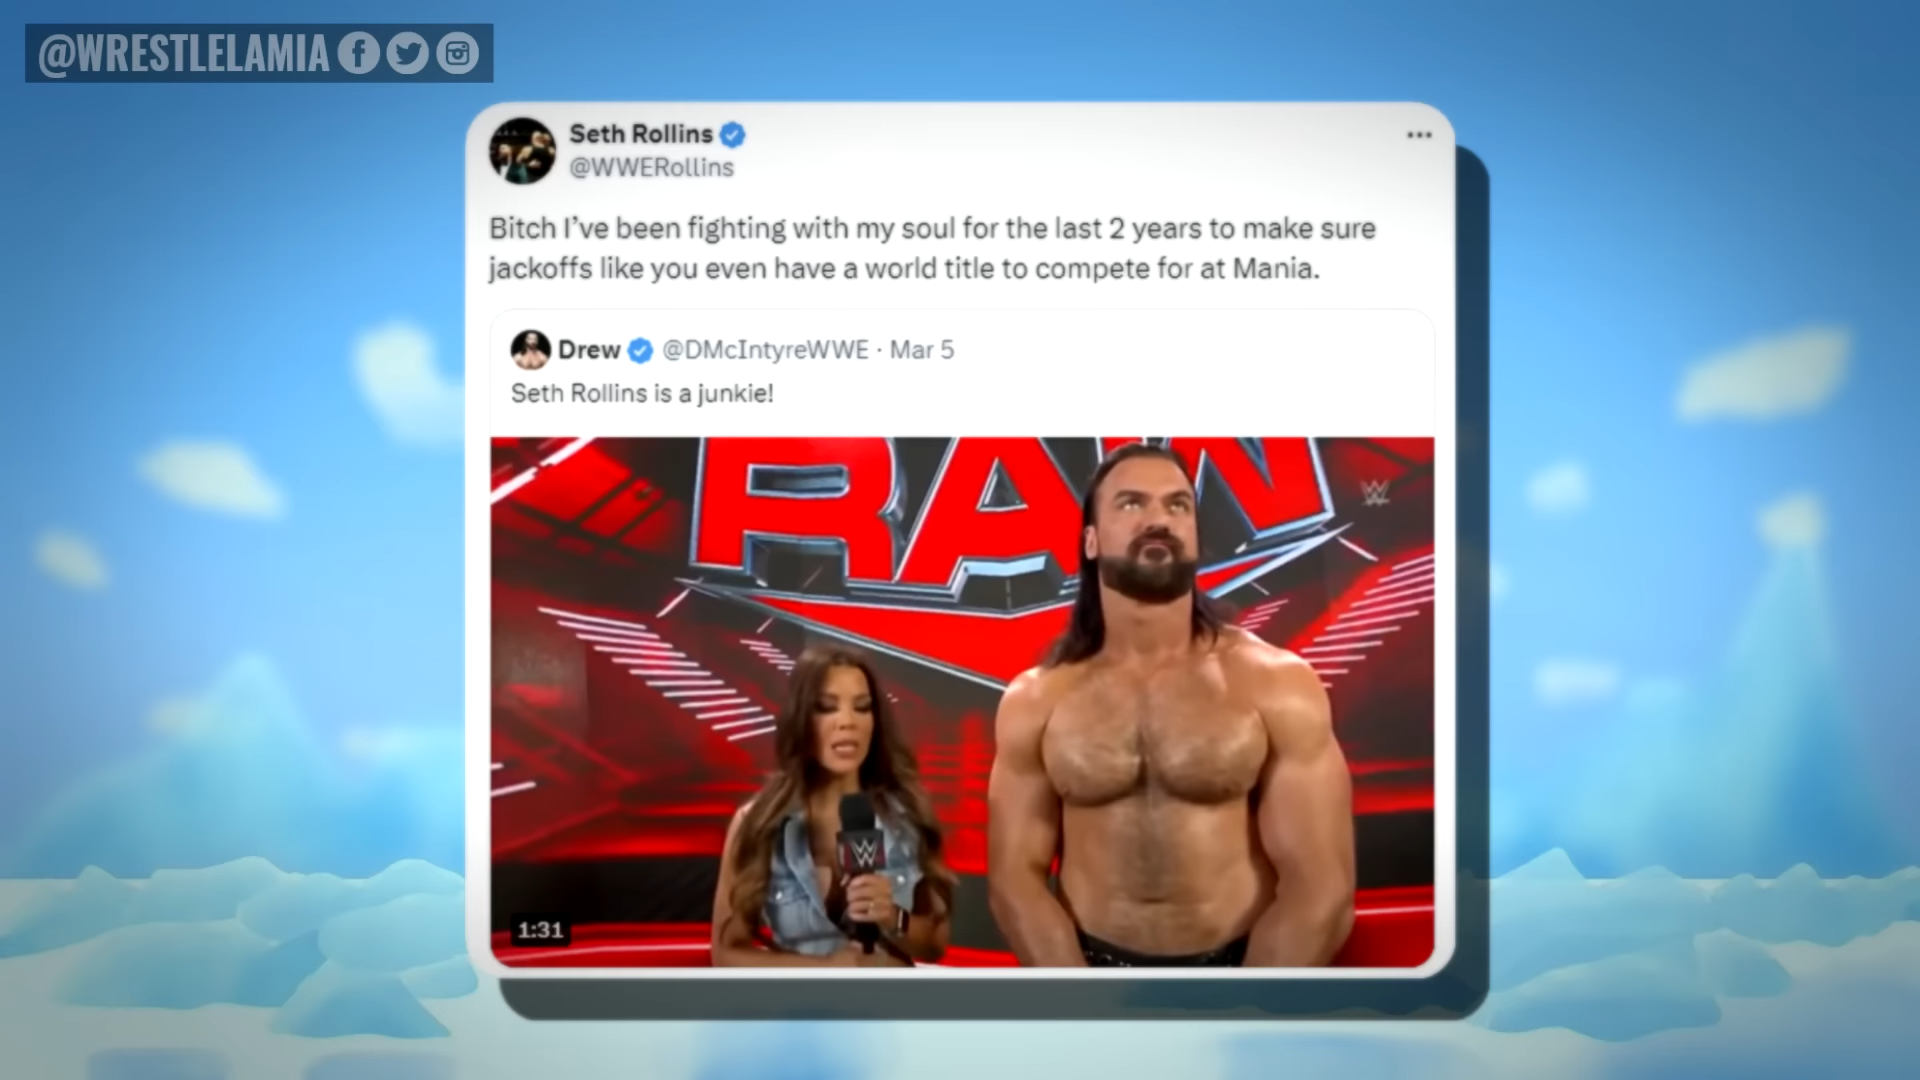 @WRESTLELAMIA
Seth Rollins
@WWERollins
Bitch I’ve been fighting with my soul for the last 2 years to make sure
jackoffs like you even have a world title to compete for at Mania.
Drew @DMcIntyreWWE · Mar 5
Seth Rollins is a junkie!
RAW
W
W
1:31